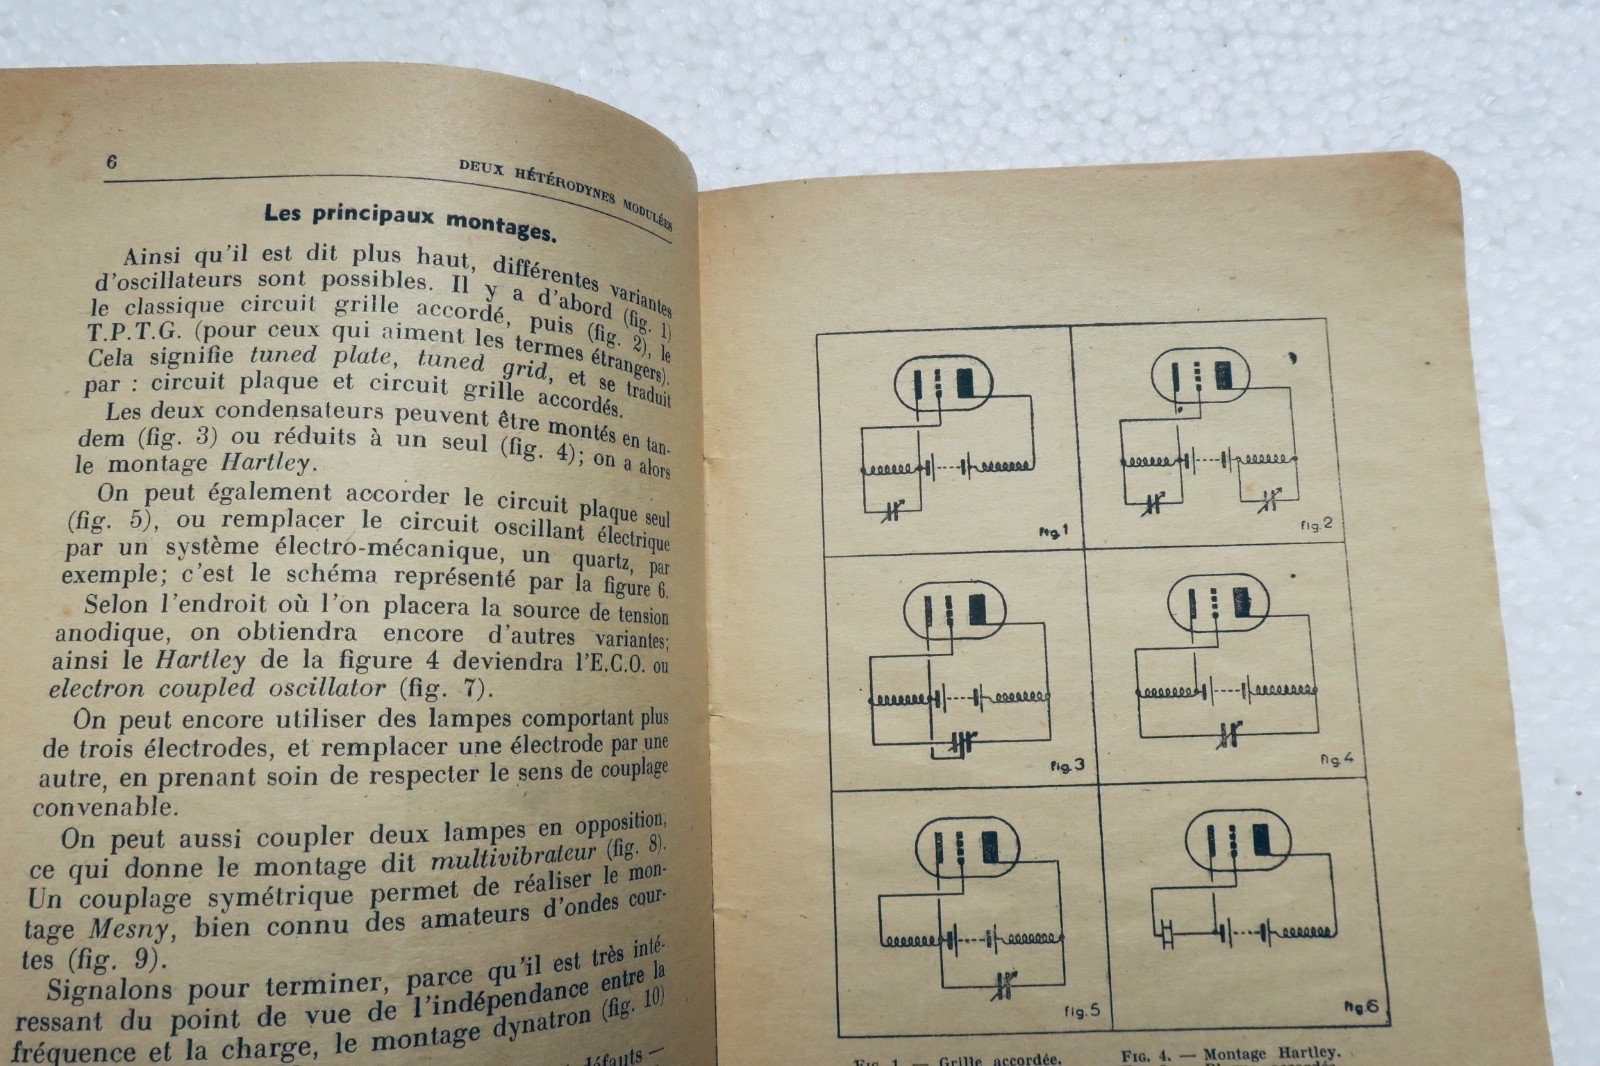 6
DEUX HÉTÉRODYNES MODULÉES
Les principaux montages.
Ainsi qu'il est dit plus haut, différentes variantes
d'oscillateurs sont possibles. Il y a d'abord (fig. 1)
le classique circuit grille accordé, puis (fig. 2), le
T.P.T.G. (pour ceux qui aiment les termes étrangers).
Cela signifie tuned plate, tuned grid, et se traduit
par : circuit plaque et circuit grille accordés.
Les deux condensateurs peuvent être montés en tan-
dem (fig. 3) ou réduits à un seul (fig. 4); on a alors
le montage Hartley.
On peut également accorder le circuit plaque seul
(fig. 5), ou remplacer le circuit oscillant électrique
par un système électro-mécanique, un quartz, par
exemple; c'est le schéma représenté par la figure 6.
Selon l'endroit où l'on placera la source de tension
anodique, on obtiendra encore d'autres variantes;
ainsi le Hartley de la figure 4 deviendra l'E.C.O. ou
electron coupled oscillator (fig. 7).
On peut encore utiliser des lampes comportant plus
de trois électrodes, et remplacer une électrode par une
autre, en prenant soin de respecter le sens de couplage
convenable.
On peut aussi coupler deux lampes en opposition,
ce qui donne le montage dit multivibrateur (fig. 8).
Un couplage symétrique permet de réaliser le mon-
tage Mesny, bien connu des amateurs d'ondes cour-
tes (fig. 9).
Signalons pour terminer, parce qu'il est très inté-
ressant du point de vue de l'indépendance entre la
fréquence et la charge, le montage dynatron (fig. 10)
défauts —
fig.1
fig.2
fig.3
fig.4
fig.5
fig.6
FIG. 1. — Grille accordée.
FIG. 4. — Montage Hartley.